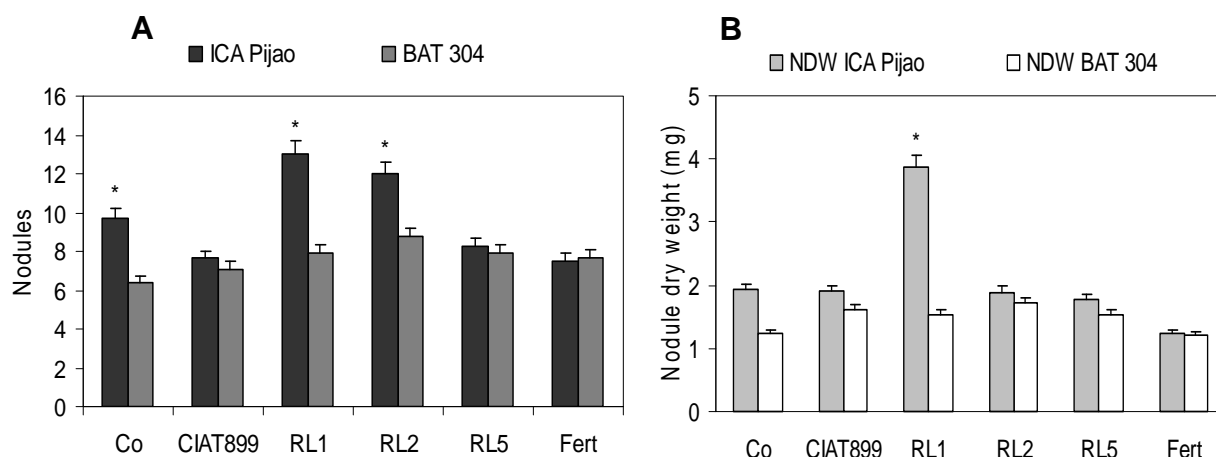 A
ICA Pijao BAT 304
Nodules
16
14
12
10
8
6
4
2
0
*
*
*
Co CIAT899 RL1 RL2 RL5 Fert
B
NDW ICA Pijao NDW BAT 304
Nodule dry weight (mg)
5
4
3
2
1
0
*
Co CIAT899 RL1 RL2 RL5 Fert